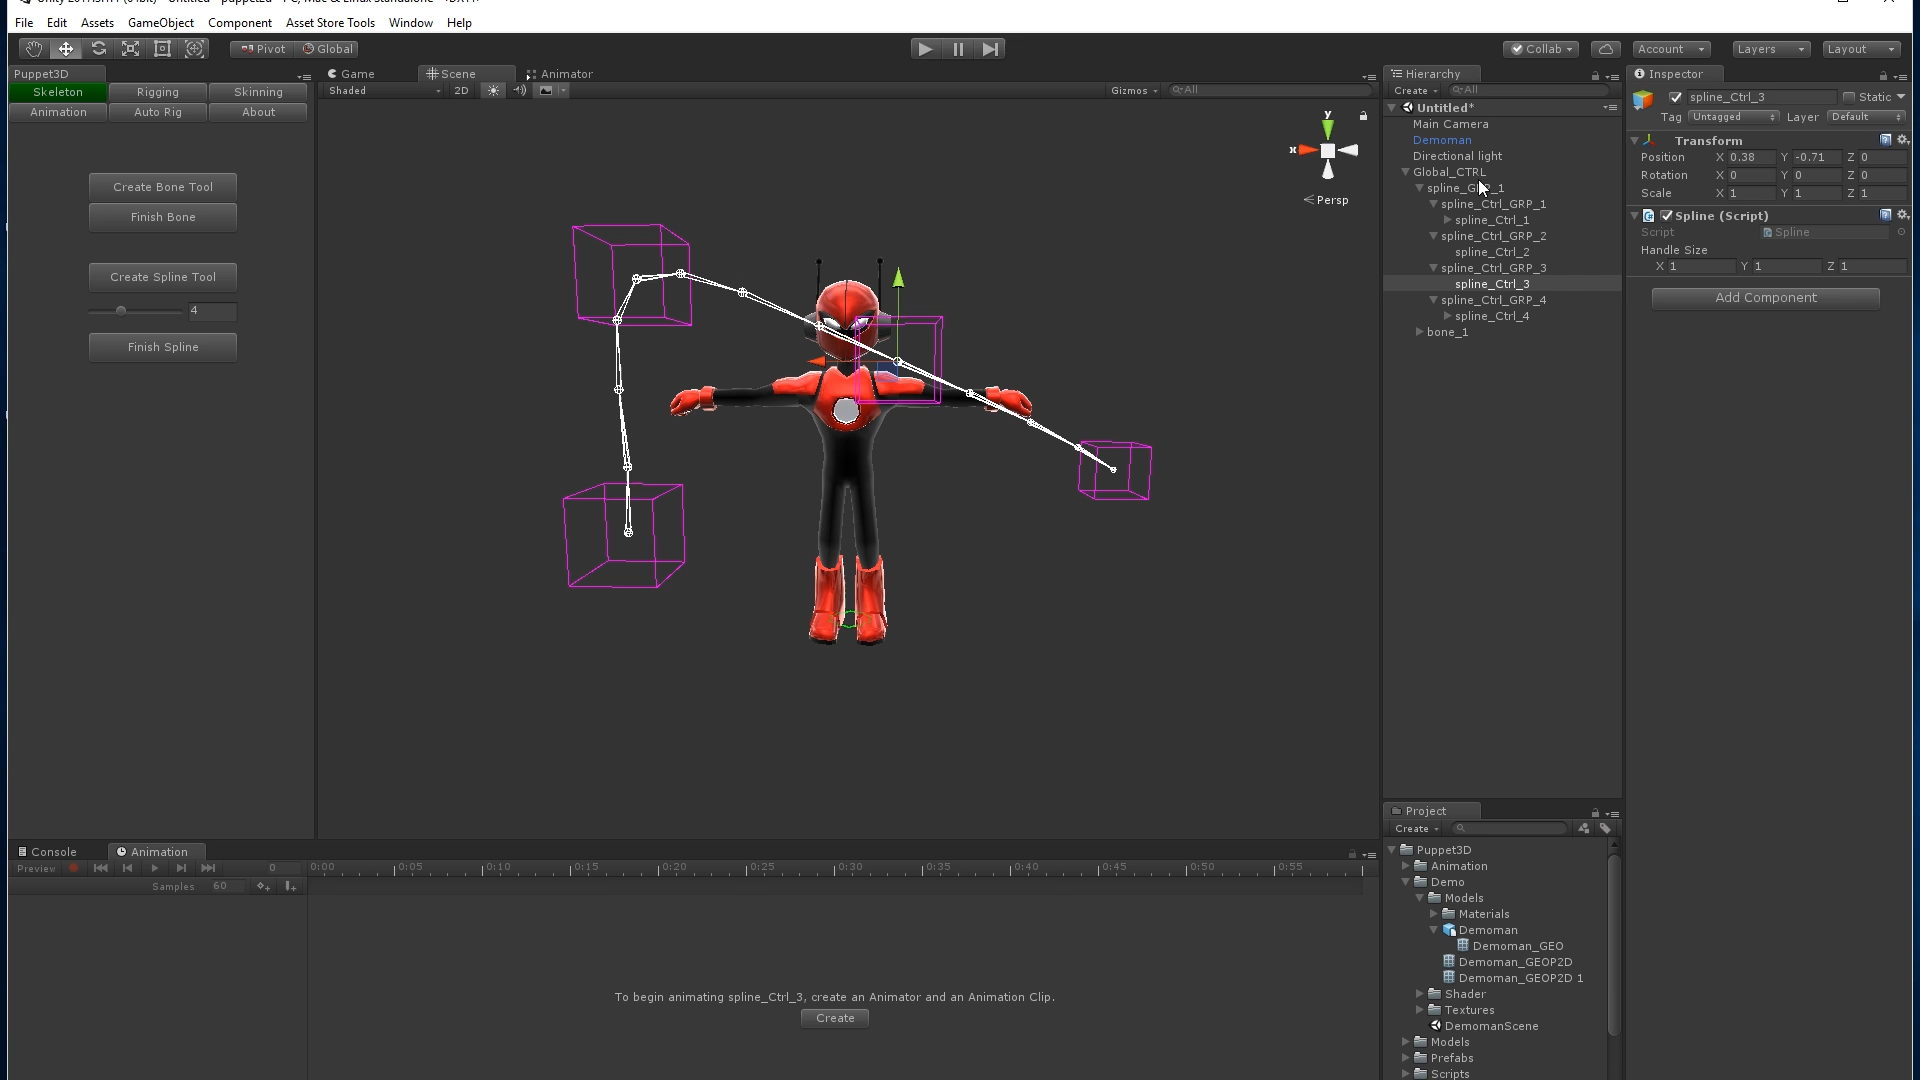 File Edit Assets GameObject Component Asset Store Tools Window Help
Pivot Global Collab Account Layers Layout
Puppet3D Game Scene Animator Hierarchy Inspector
Skeleton Rigging Skinning
Animation Auto Rig About
Shaded 2D Gizmos All
Create All
spline_Ctrl_3 Static
Tag Untagged Layer Default
Untitled*
Main Camera
Demoman
Directional light
Global_CTRL
spline_GRP_1
spline_Ctrl_GRP_1
spline_Ctrl_1
spline_Ctrl_GRP_2
spline_Ctrl_2
spline_Ctrl_GRP_3
spline_Ctrl_3
spline_Ctrl_GRP_4
spline_Ctrl_4
bone_1
Transform
Position X 0.38 Y -0.71 Z 0
Rotation X 0 Y 0 Z 0
Scale X 1 Y 1 Z 1
Spline (Script)
Script Spline
Handle Size
X 1 Y 1 Z 1
Add Component
Create Bone Tool
Finish Bone
Create Spline Tool
4
Finish Spline
y
x
Persp
Console Animation
Preview 0 0:00 0:05 0:10 0:15 0:20 0:25 0:30 0:35 0:40 0:45 0:50 0:55
Samples 60
To begin animating spline_Ctrl_3, create an Animator and an Animation Clip.
Create
Project
Create
Puppet3D
Animation
Demo
Models
Materials
Demoman
Demoman_GEO
Demoman_GEOP2D
Demoman_GEOP2D 1
Shader
Textures
DemomanScene
Models
Prefabs
Scripts